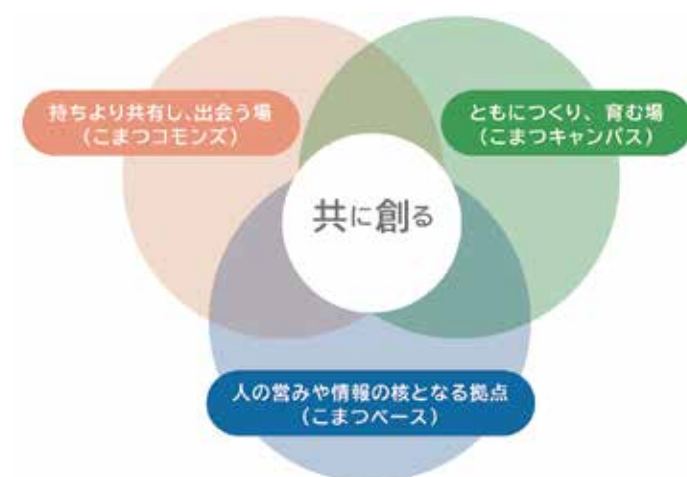 持ちより共有し、出会う場
（こまつコモンズ）
ともにつくり、育む場
（こまつキャンパス）
共に創る
人の営みや情報の核となる拠点
（こまつベース）